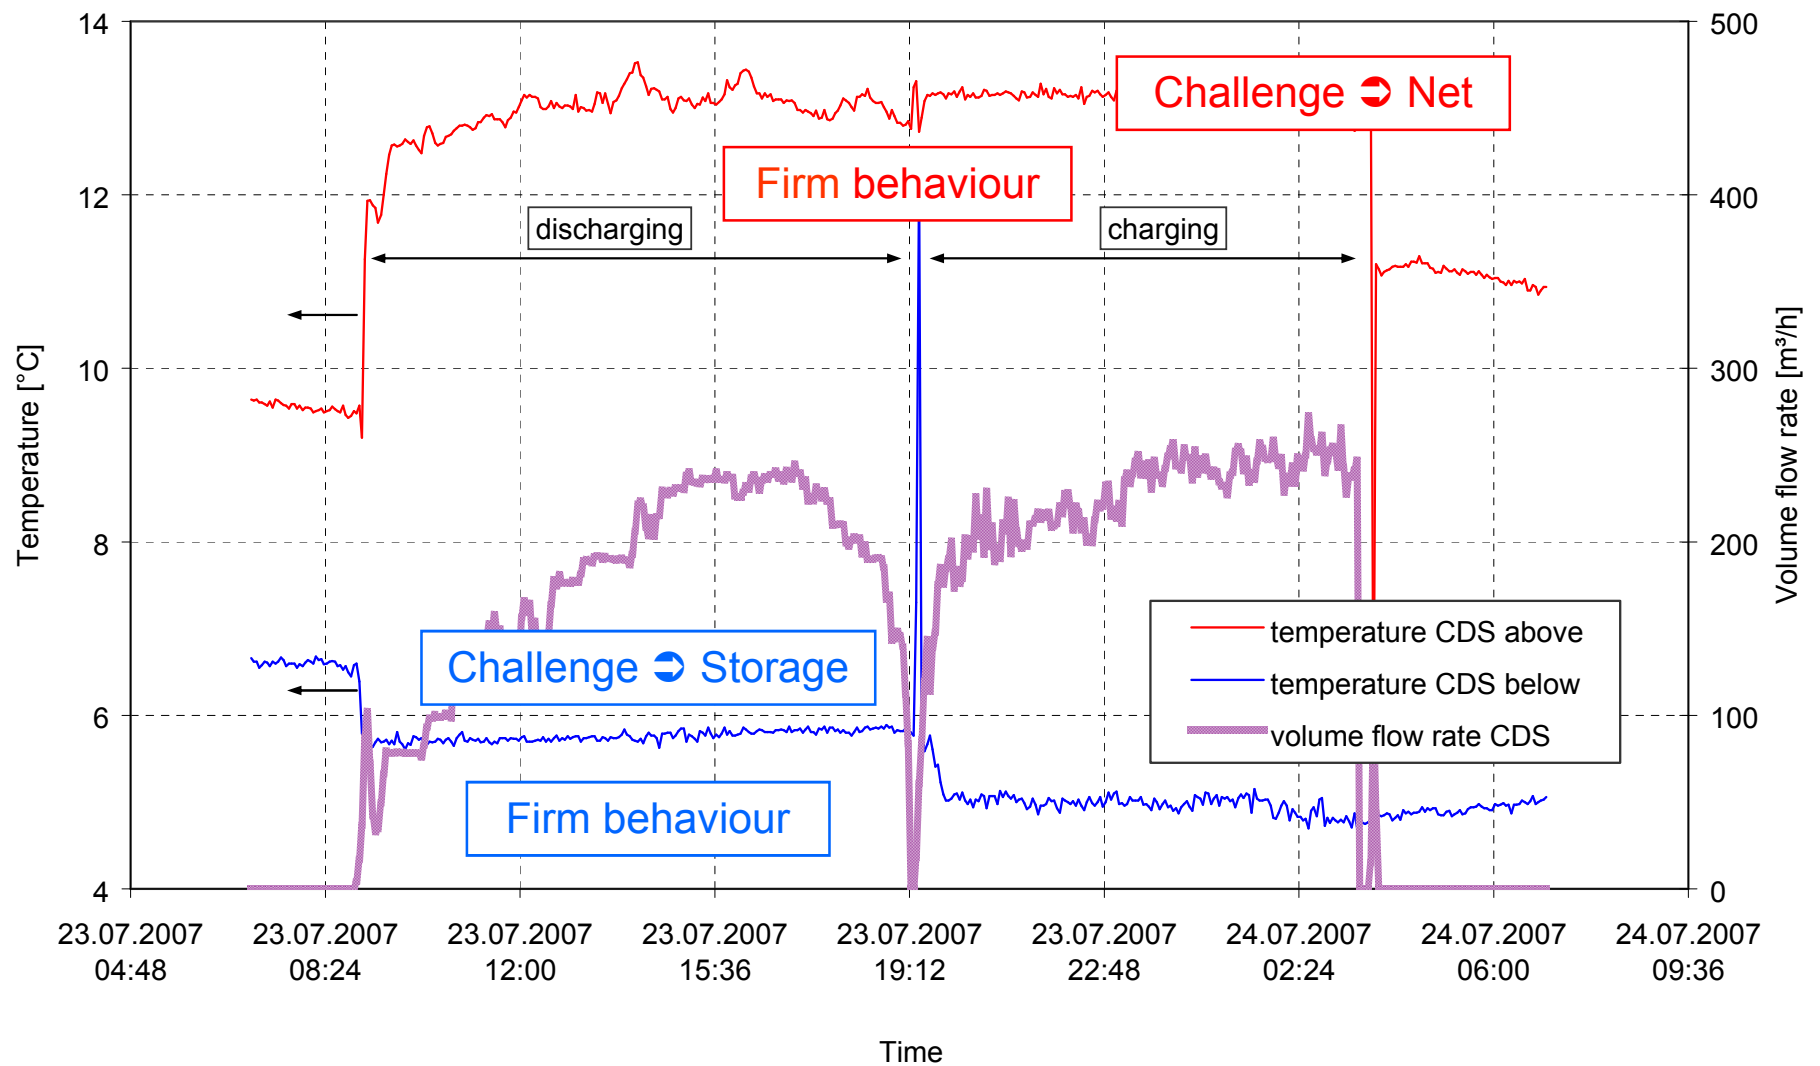 14
12
10
8
6
4
Temperature [°C]
500
400
300
200
100
0
Volume flow rate [m³/h]
Challenge ➲ Net
Firm behaviour
discharging
charging
Challenge ➲ Storage
Firm behaviour
temperature CDS above
temperature CDS below
volume flow rate CDS
23.07.2007 23.07.2007 23.07.2007 23.07.2007 23.07.2007 23.07.2007 24.07.2007 24.07.2007 24.07.2007
04:48 08:24 12:00 15:36 19:12 22:48 02:24 06:00 09:36
Time